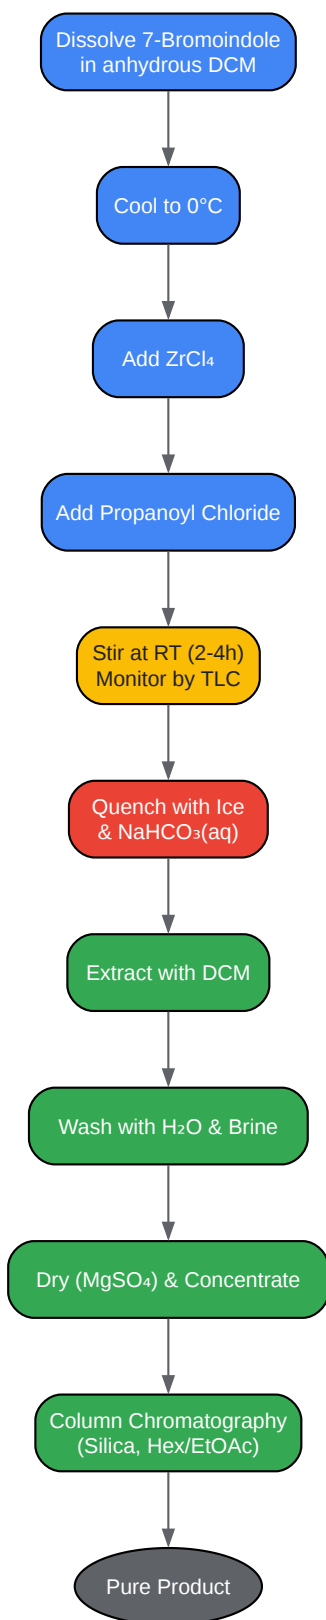 Dissolve 7-Bromoindole
in anhydrous DCM
Cool to 0°C
Add ZrCl₄
Add Propanoyl Chloride
Stir at RT (2-4h)
Monitor by TLC
Quench with Ice
& NaHCO₃(aq)
Extract with DCM
Wash with H₂O & Brine
Dry (MgSO₄) & Concentrate
Column Chromatography
(Silica, Hex/EtOAc)
Pure Product